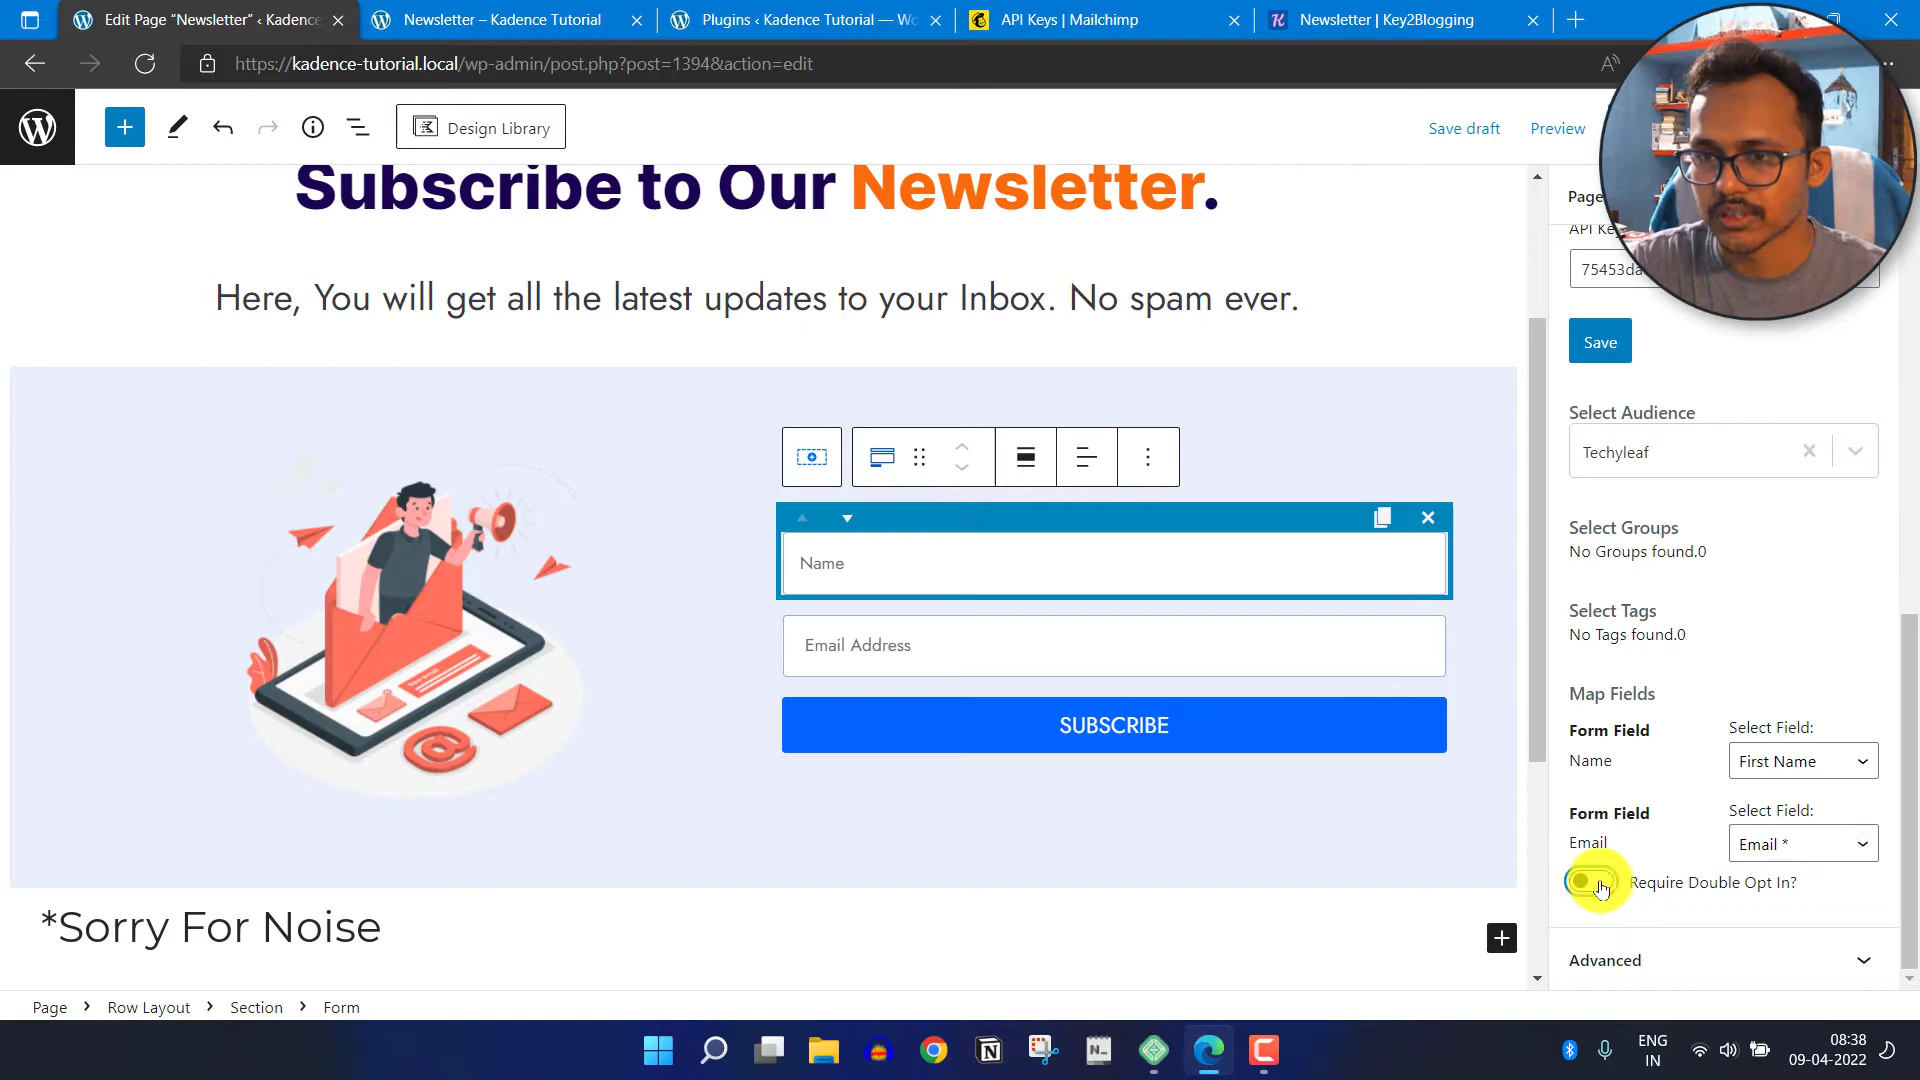 Edit Page “Newsletter” ‹ Kadence
Newsletter – Kadence Tutorial
Plugins ‹ Kadence Tutorial — Wo
API Keys | Mailchimp
Newsletter | Key2Blogging
https://kadence-tutorial.local/wp-admin/post.php?post=1394&action=edit
Design Library
Save draft
Preview
Subscribe to Our Newsletter.
Here, You will get all the latest updates to your Inbox. No spam ever.
Name
Email Address
SUBSCRIBE
*Sorry For Noise
Page
API Key
75453da
Save
Select Audience
Techyleaf
Select Groups
No Groups found.0
Select Tags
No Tags found.0
Map Fields
Form Field
Select Field:
Name
First Name
Form Field
Select Field:
Email
Email *
Require Double Opt In?
Advanced
Page
Row Layout
Section
Form
ENG
IN
08:38
09-04-2022